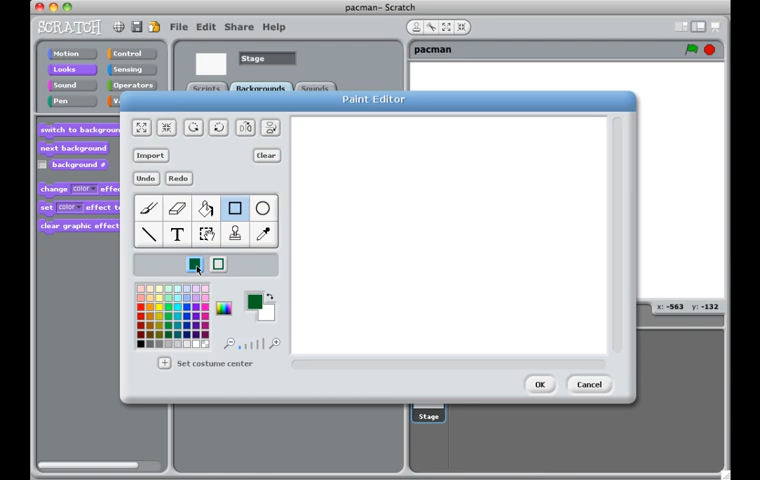 pacman- Scratch
SCRATCH
File Edit Share Help
Motion Control
Looks Sensing
Sound Operators
Pen
Stage
Scripts Backgrounds Sounds
pacman
switch to background
next background
background #
change color
set color effect to
clear graphic effect
Paint Editor
Import Clear
Undo Redo
T
Set costume center
OK Cancel
x: -563 y: -132
Stage